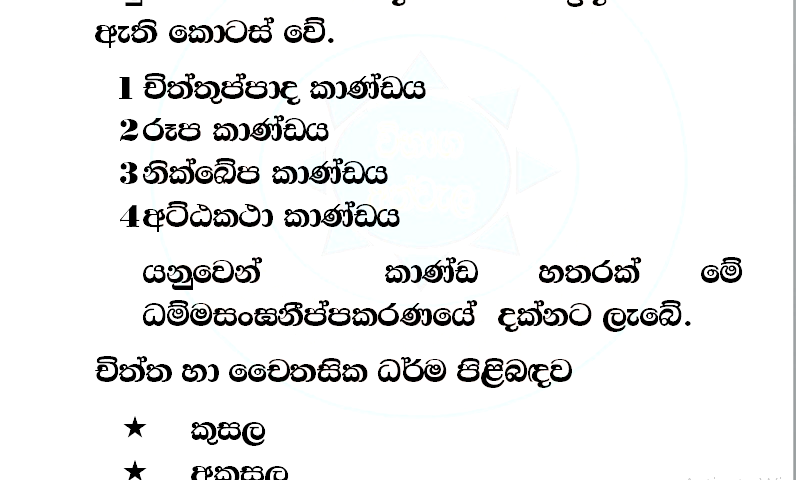 ඇති කොටස් වේ.
1 චිත්තුප්පාද කාණ්ඩය
2 රූප කාණ්ඩය
3 නික්ඛේප කාණ්ඩය
4 අට්ඨකථා කාණ්ඩය
යනුවෙන් කාණ්ඩ හතරක් මේ
ධම්මසංඝනීප්පකරණයේ දක්නට ලැබේ.
චිත්ත හා චෛතසික ධර්ම පිළිබඳව
★ කුසල
★ අකුසල